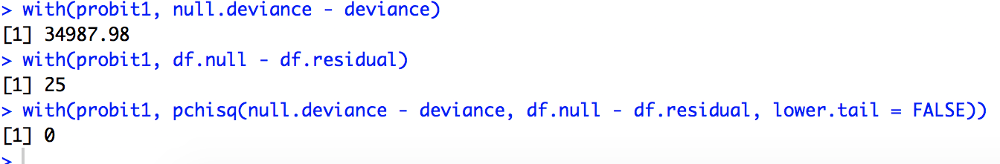 > with(probit1, null.deviance - deviance)
[1] 34987.98
> with(probit1, df.null - df.residual)
[1] 25
> with(probit1, pchisq(null.deviance - deviance, df.null - df.residual, lower.tail = FALSE))
[1] 0
>